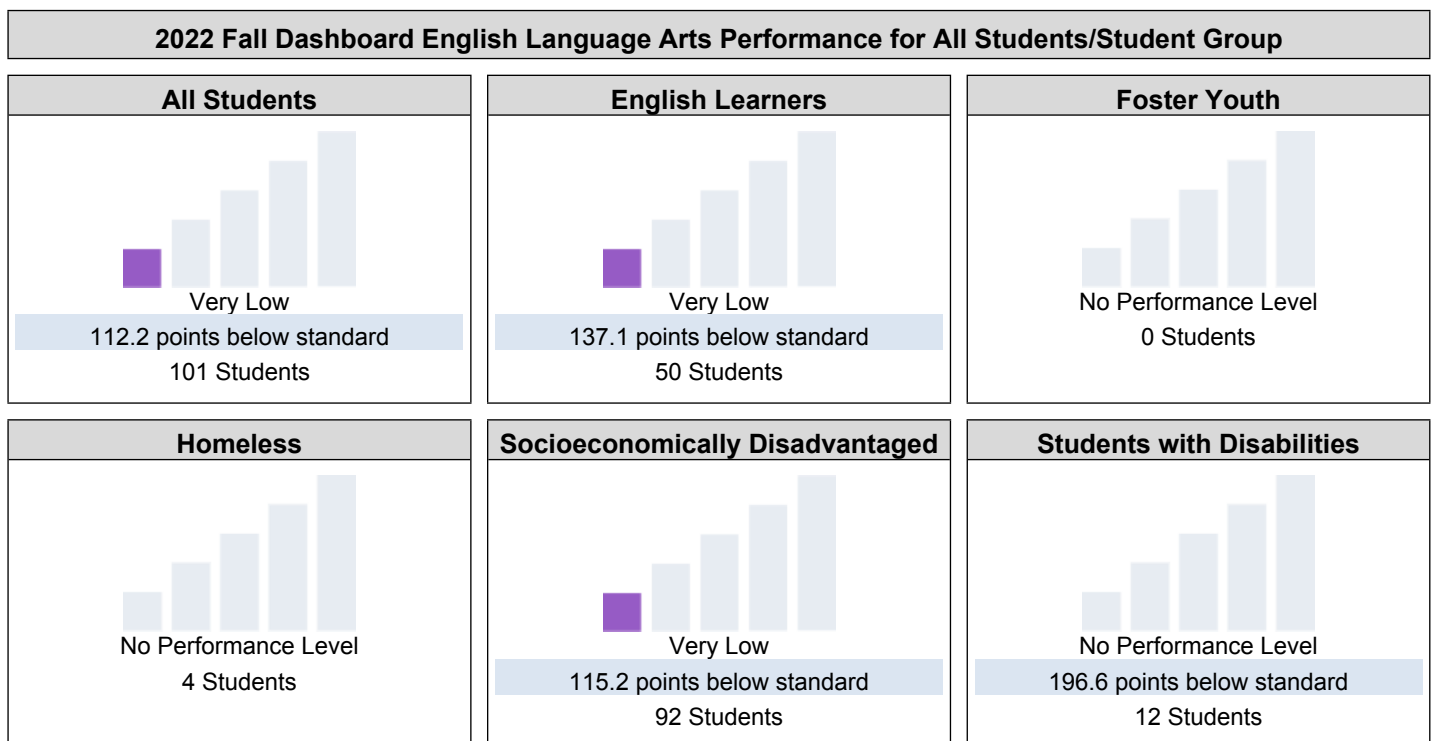 2022 Fall Dashboard English Language Arts Performance for All Students/Student Group
All Students
Very Low
112.2 points below standard
101 Students
English Learners
Very Low
137.1 points below standard
50 Students
Foster Youth
No Performance Level
0 Students
Homeless
No Performance Level
4 Students
Socioeconomically Disadvantaged
Very Low
115.2 points below standard
92 Students
Students with Disabilities
No Performance Level
196.6 points below standard
12 Students